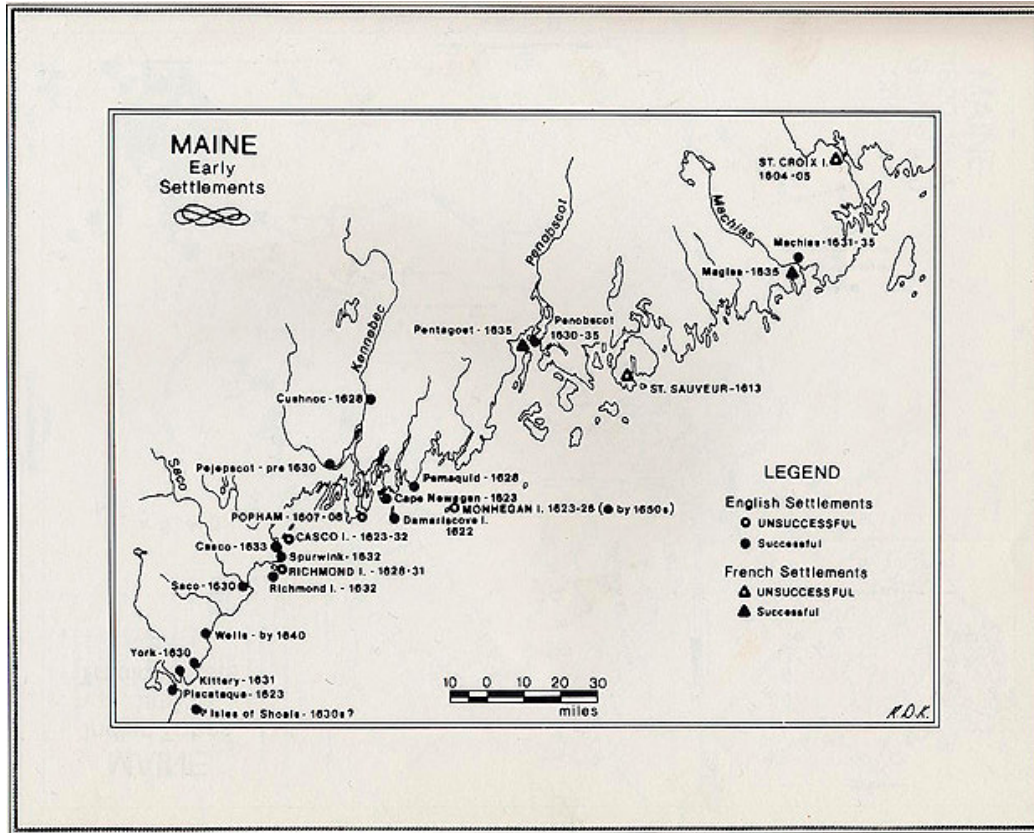 MAINE
Early
Settlements
ST. CROIX I.
1604-05
Machias
Machias-1631-35
Magies-1635
Penobscot
Pentagoet-1635
Penobscot
1630-35
ST. SAUVEUR-1613
Kennebec
Cushnoc-1628
Pejepscot-pre 1630
Saco
Pemaquid-1628
Cape Newagen-1623
MONHEGAN I. 1623-26 (● by 1650s)
POPHAM-1607-08
Damariscove I.
1622
CASCO I.-1623-32
Casco-1633
Spurwink-1632
RICHMOND I.-1628-31
Saco-1630
Richmond I.-1632
Wells-by 1640
York-1630
Kittery-1631
Piscataqua-1623
Isles of Shoals-1630s?
LEGEND
English Settlements
UNSUCCESSFUL
Successful
French Settlements
UNSUCCESSFUL
Successful
10 0 10 20 30
miles
R.D.K.